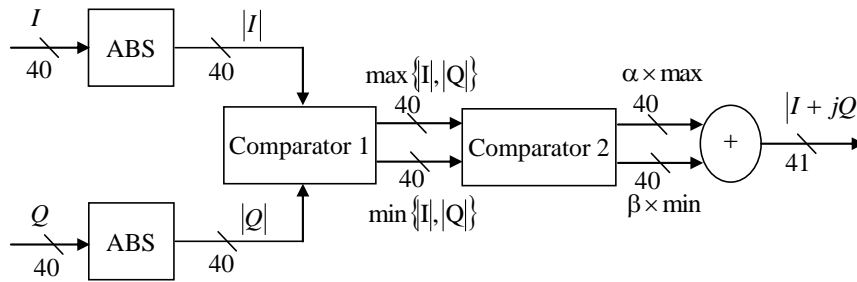 I
40
ABS
|I|
40
max{|I|,|Q|}
40
α × max
40
|I + jQ
Comparator 1
Comparator 2
+
41
40
min{|I|,|Q|}
40
β × min
Q
40
ABS
|Q|
40